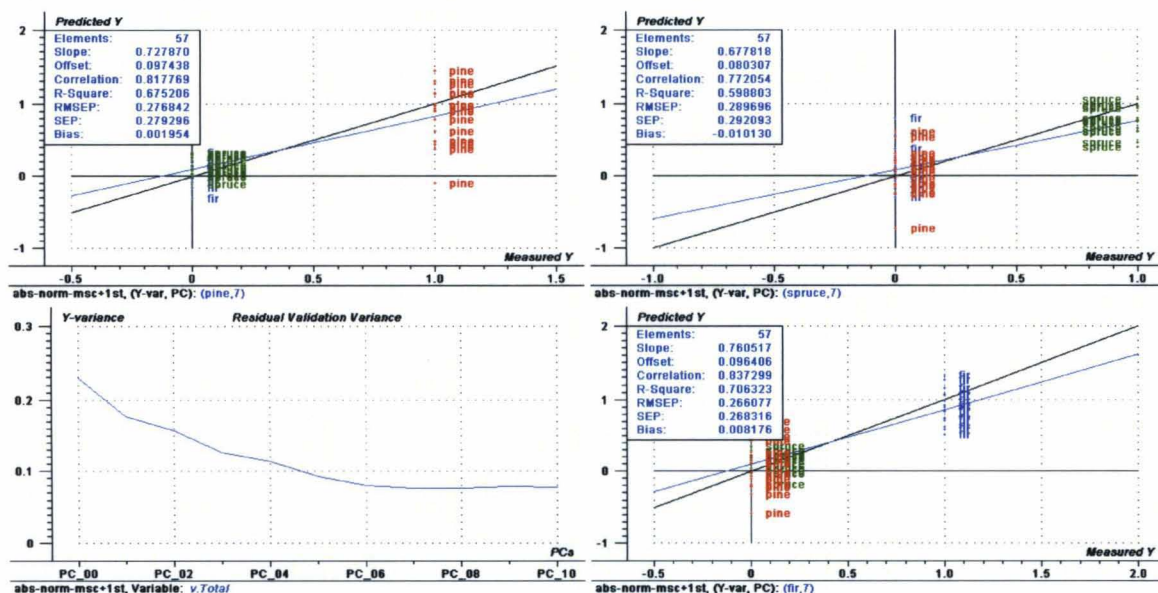 Predicted Y
Elements: 57
Slope: 0.727870
Offset: 0.097438
Correlation: 0.817769
R-Square: 0.675206
RMSEP: 0.276842
SEP: 0.279296
Bias: 0.001954
2
1
0
-1
pine
pine
pine
pine
pine
pine
pine
pine
pine
spruce
spruce
fir
Measured Y
-0.5 0 0.5 1.0 1.5
abs-norm-msc+1st, (Y-var, PC): (pine,7)
Predicted Y
Elements: 57
Slope: 0.677818
Offset: 0.080307
Correlation: 0.772054
R-Square: 0.598803
RMSEP: 0.289696
SEP: 0.292093
Bias: -0.010130
2
1
0
-1
fir
pine
fir
fir
pine
spruce
spruce
spruce
spruce
Measured Y
-1.0 -0.5 0 0.5 1.0
abs-norm-msc+1st, (Y-var, PC): (spruce,7)
Y-variance Residual Validation Variance
0.3
0.2
0.1
0
PCs
PC_00 PC_02 PC_04 PC_06 PC_08 PC_10
abs-norm-msc+1st, Variable: v.Total
Predicted Y
Elements: 57
Slope: 0.760517
Offset: 0.096406
Correlation: 0.837299
R-Square: 0.706323
RMSEP: 0.266077
SEP: 0.268316
Bias: 0.008176
2
1
0
-1
spruce
spruce
pine
pine
fir
Measured Y
-0.5 0 0.5 1.0 1.5 2.0
abs-norm-msc+1st, (Y-var, PC): (fir,7)